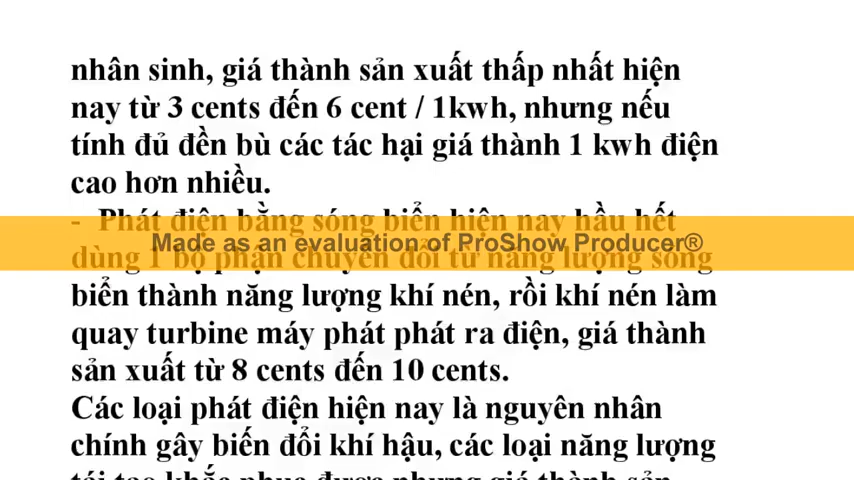 nhân sinh, giá thành sản xuất thấp nhất hiện
nay từ 3 cents đến 6 cent / 1kwh, nhưng nếu
tính đủ đền bù các tác hại giá thành 1 kwh điện
cao hơn nhiều.
- Phát điện bằng sóng biển hiện nay hầu hết
Made as an evaluation of ProShow Producer®
dùng 1 bộ phận chuyển đổi từ năng lượng sóng
biển thành năng lượng khí nén, rồi khí nén làm
quay turbine máy phát phát ra điện, giá thành
sản xuất từ 8 cents đến 10 cents.
Các loại phát điện hiện nay là nguyên nhân
chính gây biến đổi khí hậu, các loại năng lượng
tái tạo khắc phục được nhưng giá thành sản